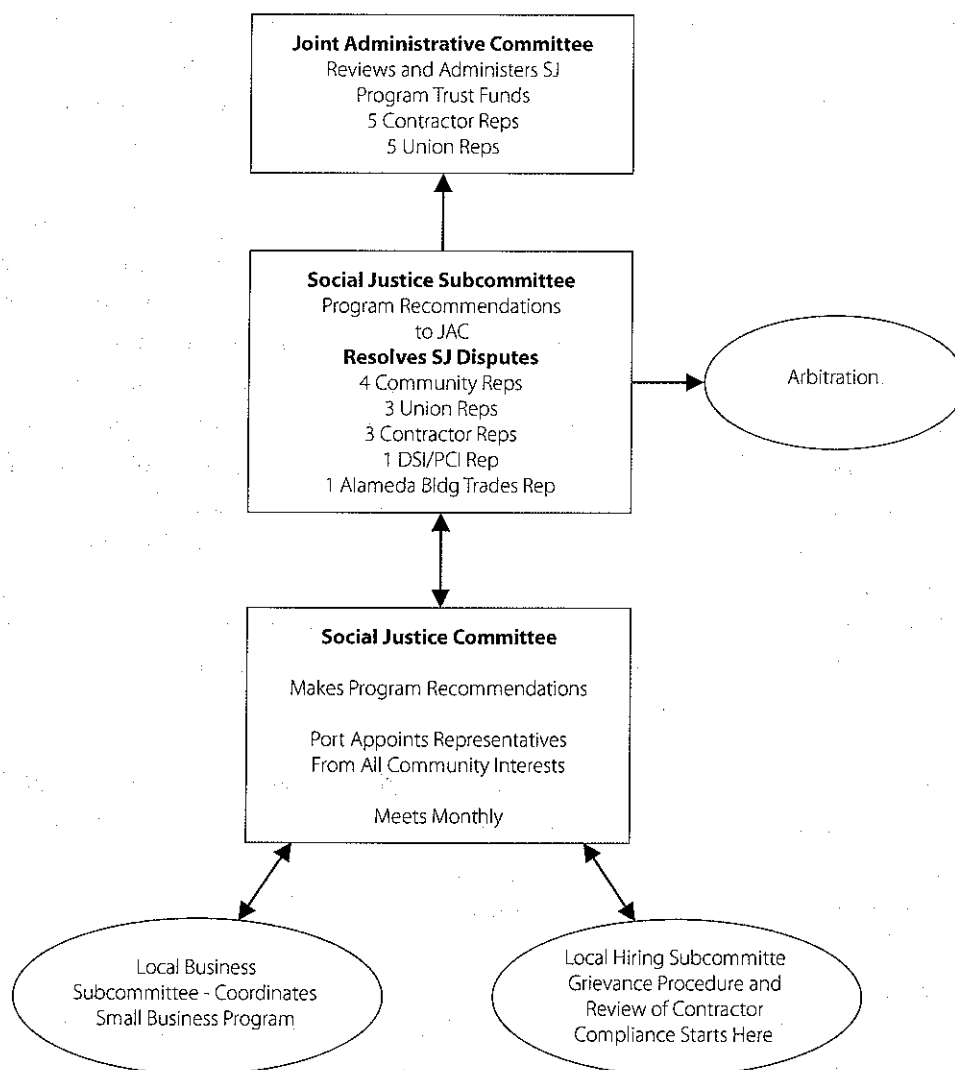 Joint Administrative Committee
Reviews and Administers SJ
Program Trust Funds
5 Contractor Reps
5 Union Reps
Social Justice Subcommittee
Program Recommendations
to JAC
Resolves SJ Disputes
4 Community Reps
3 Union Reps
3 Contractor Reps
1 DSI/PCI Rep
1 Alameda Bldg Trades Rep
Arbitration
Social Justice Committee
Makes Program Recommendations
Port Appoints Representatives
From All Community Interests
Meets Monthly
Local Business
Subcommittee - Coordinates
Small Business Program
Local Hiring Subcommitte
Grievance Procedure and
Review of Contractor
Compliance Starts Here